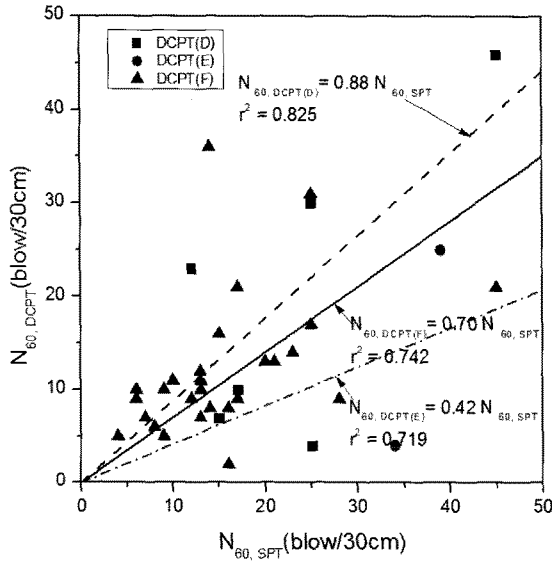 50
DCPT(D)
DCPT(E)
DCPT(F)
N60, DCPT(D) = 0.88 N60, SPT
r² = 0.825
40
30
20
N60, DCPT(F) = 0.70 N60, SPT
r² = 0.742
10
N60, DCPT(E) = 0.42 N60, SPT
r² = 0.719
0
0 10 20 30 40 50
N60, DCPT(blow/30cm)
N60, SPT(blow/30cm)